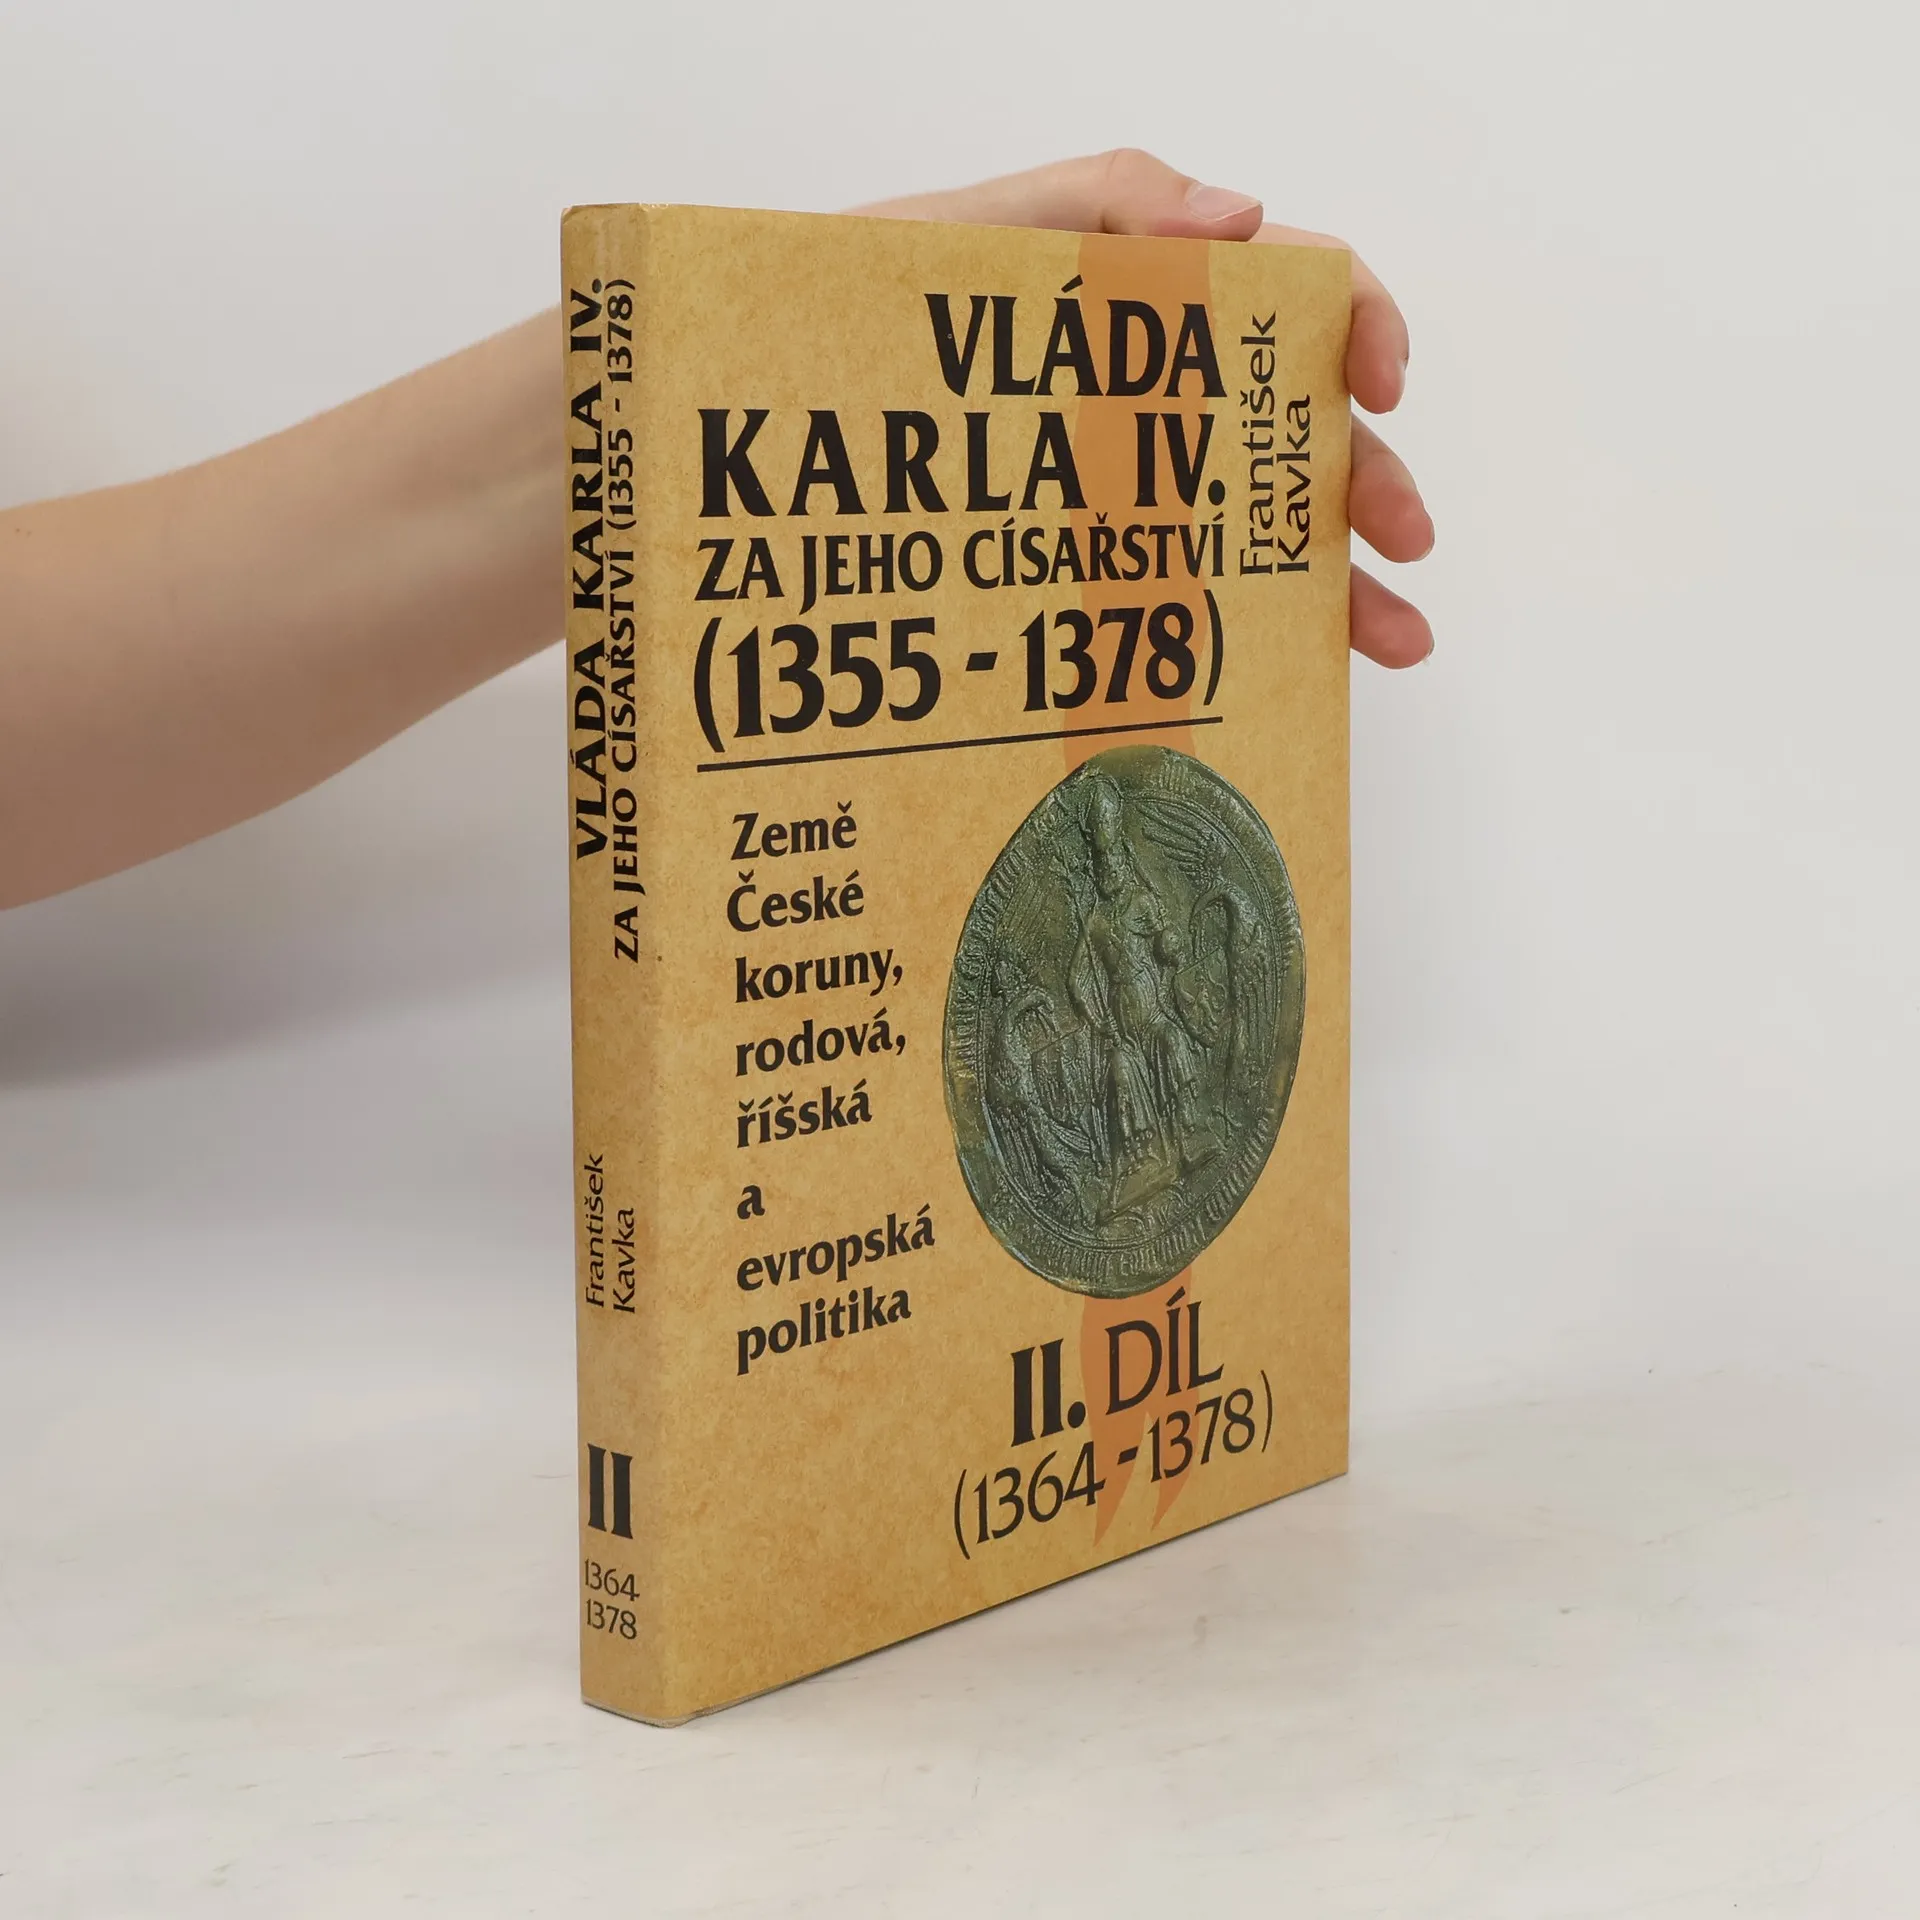 VLÁDA KARLA IV.
ZA JEHO CÍSAŘSTVÍ (1355 - 1378)
František
Kavka
II
1364
1378
VLÁDA
KARLA IV.
ZA JEHO CÍSAŘSTVÍ
(1355 - 1378)
František
Kavka
Země
České
koruny,
rodová,
říšská
a
evropská
politika
II. DÍL
(1364 - 1378)